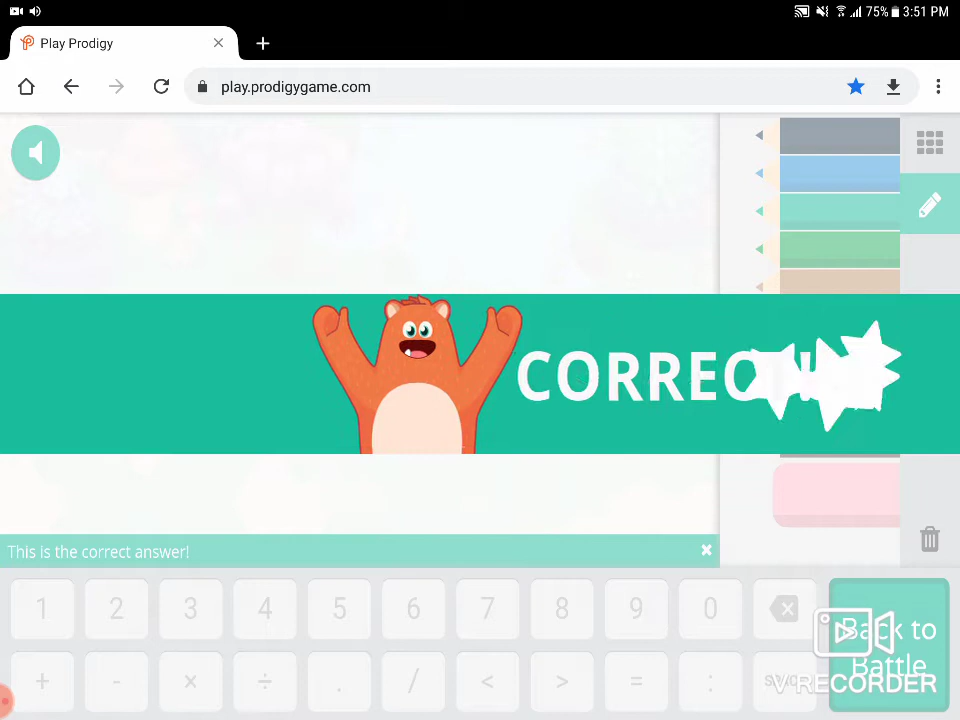 75% 3:51 PM
Play Prodigy
play.prodigygame.com
This is the correct answer!
1 2 3 4 5 6 7 8 9 0
+ - × ÷ . / < > = :
Back to
Battle
V RECORDER